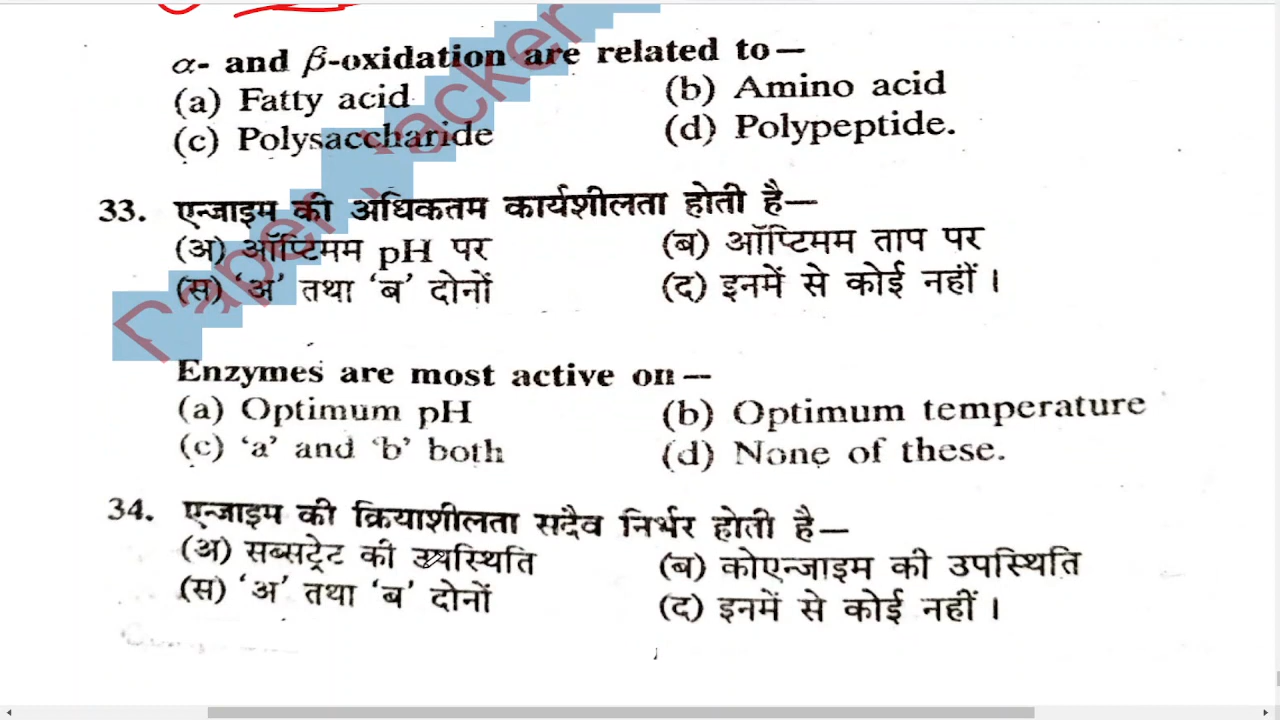 α- and β-oxidation are related to—
(a) Fatty acid (b) Amino acid
(c) Polysaccharide (d) Polypeptide.
33. एन्जाइम की अधिकतम कार्यशीलता होती है—
(अ) ऑप्टिमम pH पर (ब) ऑप्टिमम ताप पर
(स) ‘अ’ तथा ‘ब’ दोनों (द) इनमें से कोई नहीं ।
Enzymes are most active on—
(a) Optimum pH (b) Optimum temperature
(c) ‘a’ and ‘b’ both (d) None of these.
34. एन्जाइम की क्रियाशीलता सदैव निर्भर होती है—
(अ) सब्सट्रेट की उपस्थिति (ब) कोएन्जाइम की उपस्थिति
(स) ‘अ’ तथा ‘ब’ दोनों (द) इनमें से कोई नहीं ।